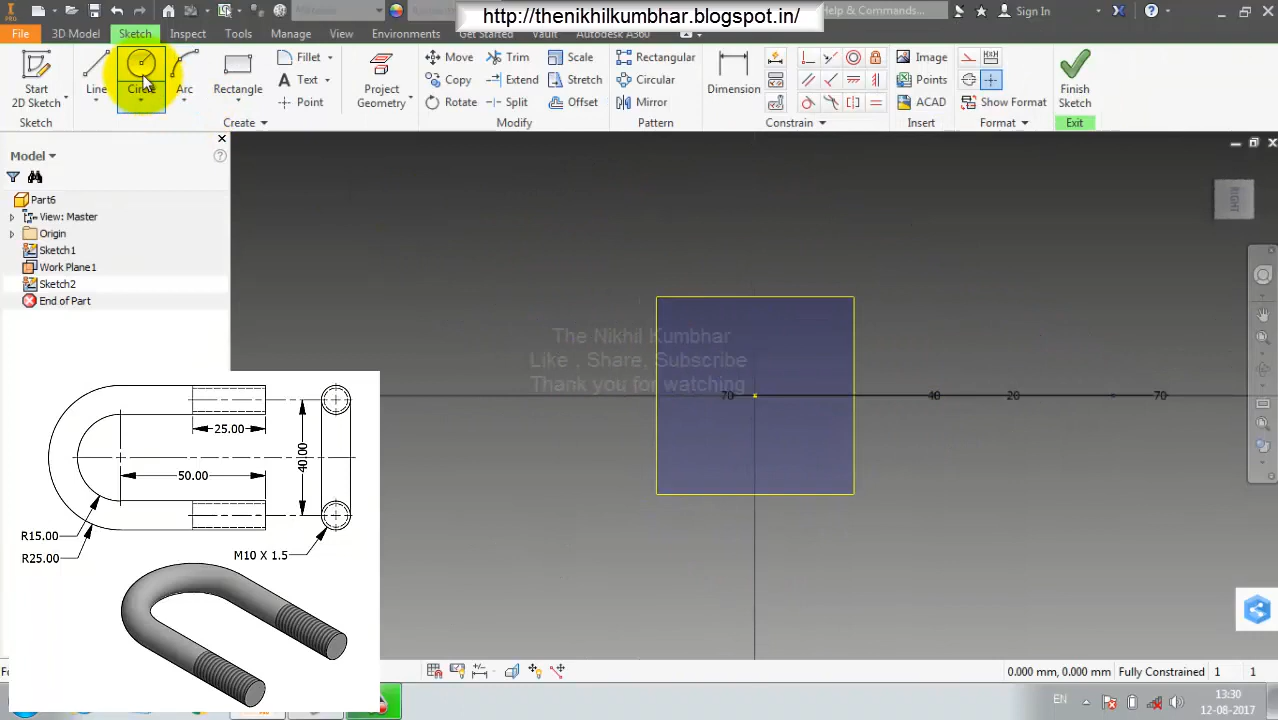 http://thenikhilkumbhar.blogspot.in/
Help & Commands...
Sign In
PRO
File
3D Model
Sketch
Inspect
Tools
Manage
View
Environments
Get Started
Vault
Autodesk A360
Start
2D Sketch
Line
Circle
Arc
Rectangle
Fillet
Text
Point
Project
Geometry
Move
Copy
Rotate
Trim
Extend
Split
Scale
Stretch
Offset
Rectangular
Circular
Mirror
Dimension
Image
Points
ACAD
Show Format
Finish
Sketch
Sketch
Create
Modify
Pattern
Constrain
Insert
Format
Exit
Model
Part6
View: Master
Origin
Sketch1
Work Plane1
Sketch2
End of Part
RIGHT
The Nikhil Kumbhar
Like , Share, Subscribe
Thank you for watching
70
40
20
70
25.00
40.00
50.00
R15.00
R25.00
M10 X 1.5
0.000 mm, 0.000 mm
Fully Constrained
1
1
EN
13:30
12-08-2017